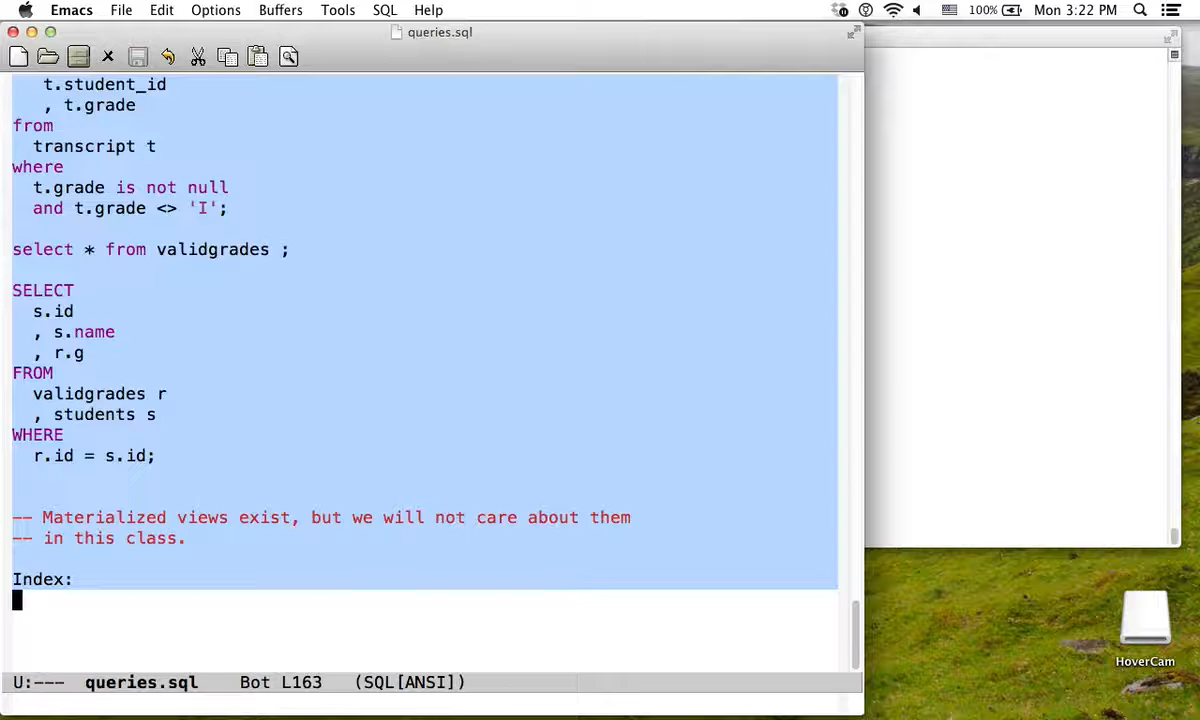 Emacs File Edit Options Buffers Tools SQL Help 100% Mon 3:22 PM
queries.sql
t.student_id
, t.grade
from
transcript t
where
t.grade is not null
and t.grade <> 'I';
select * from validgrades ;
SELECT
s.id
, s.name
, r.g
FROM
validgrades r
, students s
WHERE
r.id = s.id;
-- Materialized views exist, but we will not care about them
-- in this class.
Index:
HoverCam
U:--- queries.sql Bot L163 (SQL[ANSI])